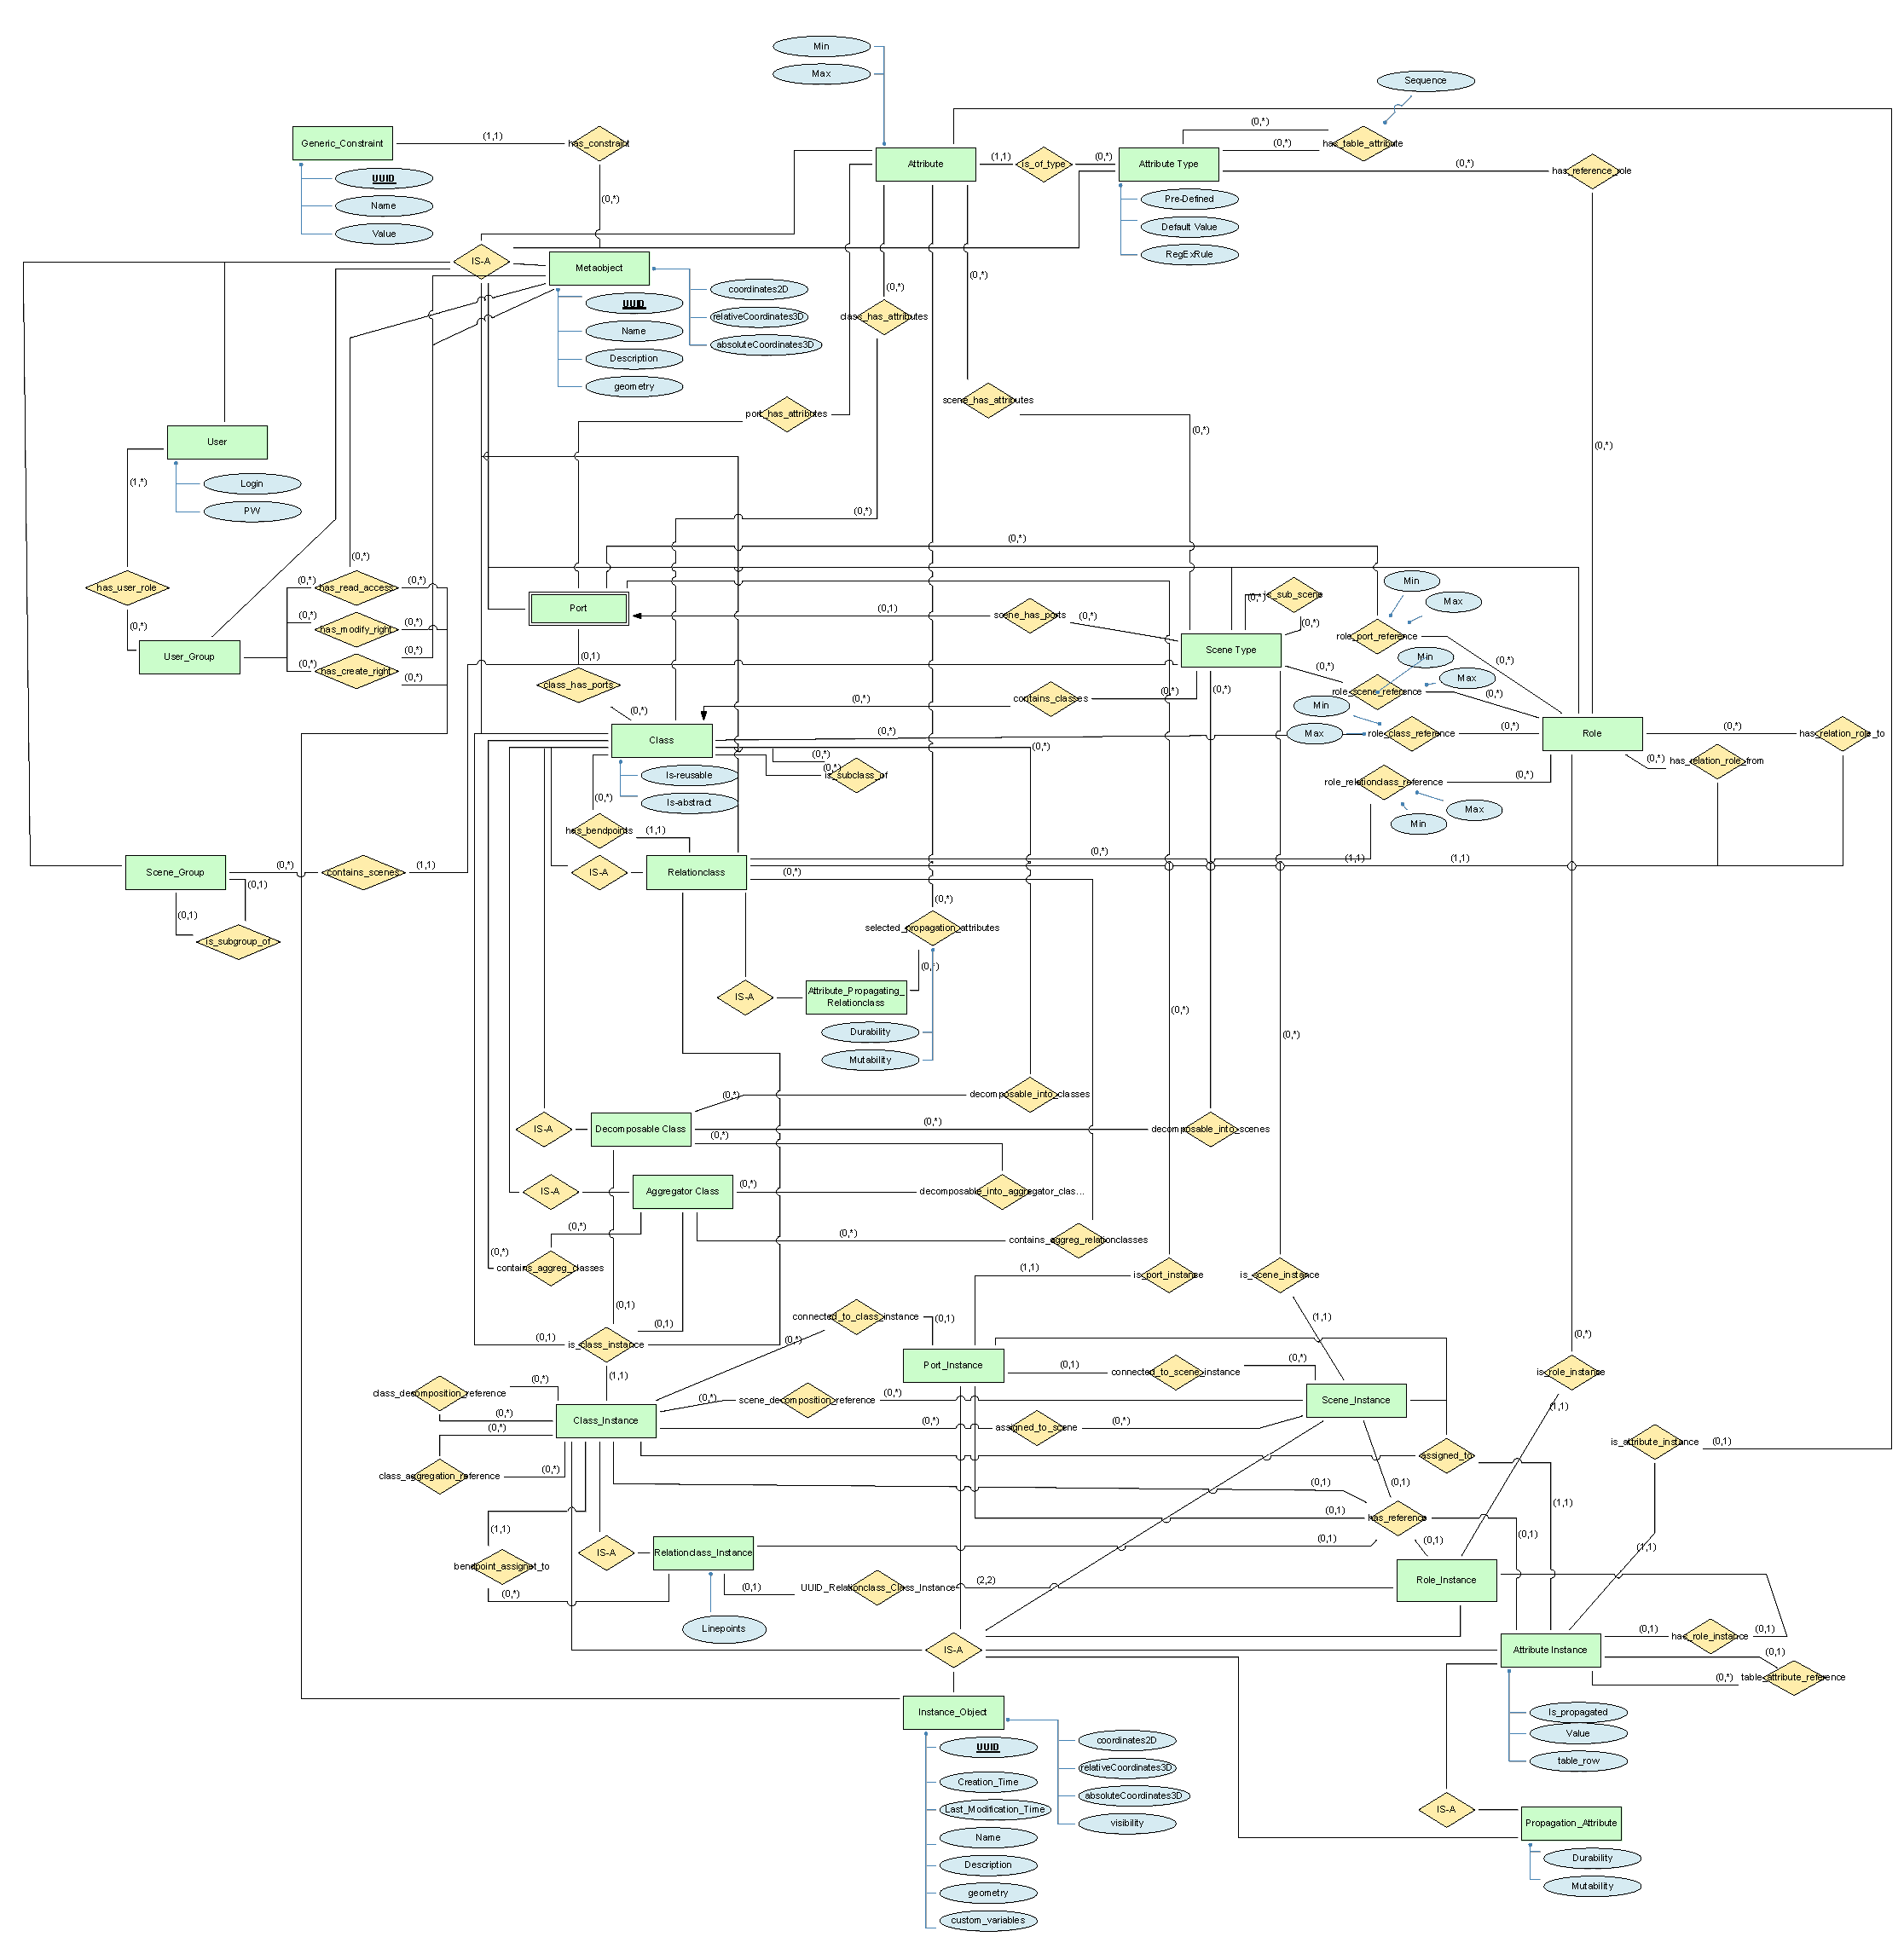 Min
Max
Sequence
Generic_Constraint
(1,1)
has_constraint
(0,*)
UUID
Name
Value
Attribute
(1,1)
is_of_type
(0,*)
Attribute Type
(0,*)
(0,*)
has_table_attribute
(0,*)
has_reference_role
Pre-Defined
Default Value
RegExRule
IS-A
Metaobject
UUID
Name
Description
geometry
coordinates2D
relativeCoordinates3D
absoluteCoordinates3D
(0,*)
(0,*)
class_has_attributes
port_has_attributes
scene_has_attributes
(0,*)
(0,*)
User
Login
PW
(1,*)
(0,*)
(0,*)
(0,*)
has_user_role
(0,*)
has_read_access
(0,*)
(0,*)
has_modify_right
(0,*)
(0,*)
has_create_right
(0,*)
(0,*)
(0,*)
User_Group
Port
(0,1)
scene_has_ports
(0,*)
(0,*)
is_sub_scene
(0,*)
Scene Type
Min
Max
role_port_reference
(0,*)
Min
Max
(0,*)
role_scene_reference
(0,*)
(0,1)
class_has_ports
(0,*)
(0,*)
contains_classes
(0,*)
(0,*)
Min
Max
role_class_reference
(0,*)
Role
(0,*)
has_relation_role_to
(0,*)
has_relation_role_from
Class
(0,*)
Is-reusable
Is-abstract
(0,*)
(0,*)
is_subclass_of
(0,*)
role_relationclass_reference
(0,*)
Max
Min
(0,*)
has_bendpoints
(1,1)
Scene_Group
(0,*)
contains_scenes
(1,1)
(0,1)
(0,1)
is_subgroup_of
IS-A
Relationclass
(0,*)
(1,1)
(1,1)
(0,*)
(0,*)
selected_propagation_attributes
(0,*)
IS-A
Attribute_Propagating_
Relationclass
Durability
Mutability
(0,*)
(0,*)
(0,*)
decomposable_into_classes
IS-A
Decomposable Class
(0,*)
decomposable_into_scenes
(0,*)
IS-A
Aggregator Class
(0,*)
decomposable_into_aggregator_clas...
(0,*)
(0,*)
contains_aggreg_relationclasses
(0,*)
contains_aggreg_classes
(1,1)
is_port_instance
is_scene_instance
(0,1)
(0,1)
(0,1)
is_class_instance
(1,1)
connected_to_class_instance
(0,1)
(0,*)
(1,1)
Port_Instance
(0,1)
connected_to_scene_instance
(0,*)
(0,*)
is_role_instance
(1,1)
class_decomposition_reference
(0,*)
(0,*)
Class_Instance
(0,*)
scene_decomposition_reference
(0,*)
Scene_Instance
(0,*)
assigned_to_scene
(0,*)
(0,*)
class_aggregation_reference
(0,*)
assigned_to
is_attribute_instance
(0,1)
(0,1)
(0,1)
(1,1)
(0,1)
has_reference
(0,1)
(0,1)
(0,1)
(1,1)
(1,1)
bendpoint_assignet_to
(0,*)
IS-A
Relationclass_Instance
Linepoints
(0,1)
UUID_Relationclass_Class_Instance
(2,2)
Role_Instance
IS-A
Attribute Instance
(0,1)
has_role_instance
(0,1)
(0,1)
(0,*)
table_attribute_reference
Is_propagated
Value
table_row
Instance_Object
UUID
Creation_Time
Last_Modification_Time
Name
Description
geometry
custom_variables
coordinates2D
relativeCoordinates3D
absoluteCoordinates3D
visibility
IS-A
Propagation_Attribute
Durability
Mutability